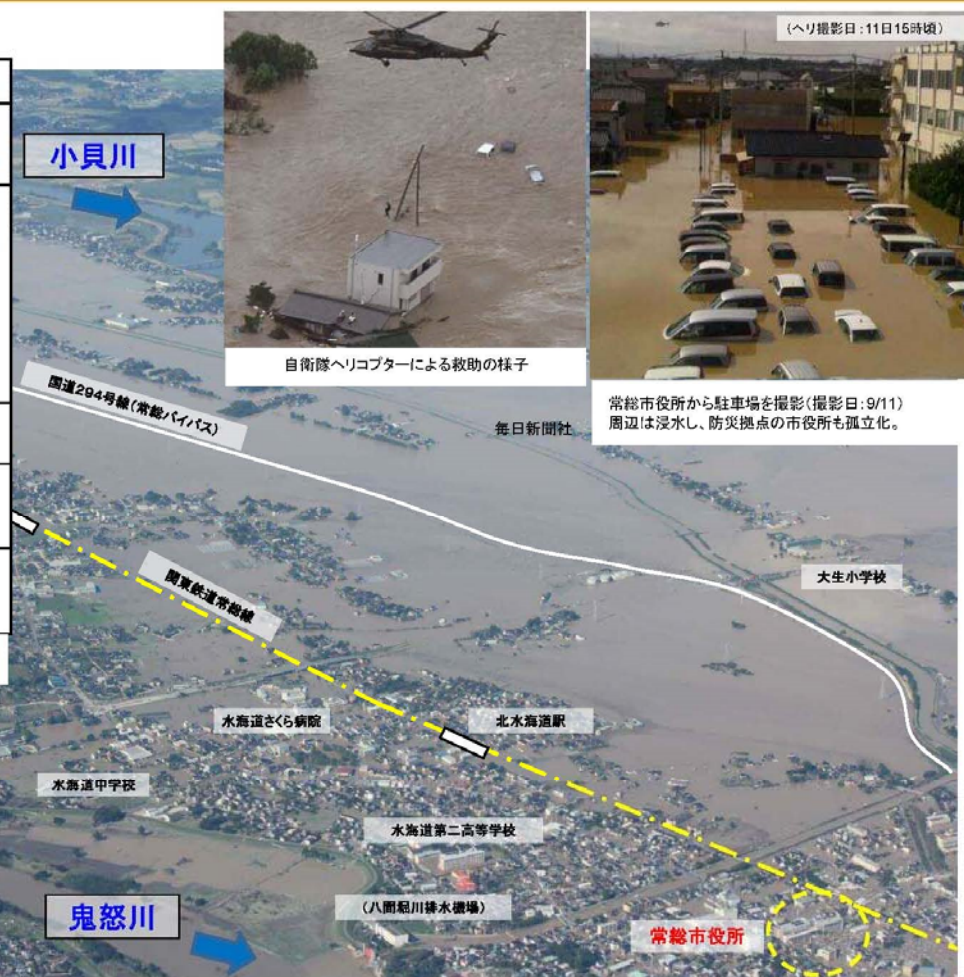 (ヘリ撮影日:11日15時頃)
小貝川
自衛隊ヘリコプターによる救助の様子
常総市役所から駐車場を撮影(撮影日:9/11)
周辺は浸水し、防災拠点の市役所も孤立化。
国道294号線(常総バイパス)
毎日新聞社
大生小学校
関東鉄道常総線
水海道さくら病院
北水海道駅
水海道中学校
水海道第二高等学校
(八間堀川排水機場)
鬼怒川
常総市役所